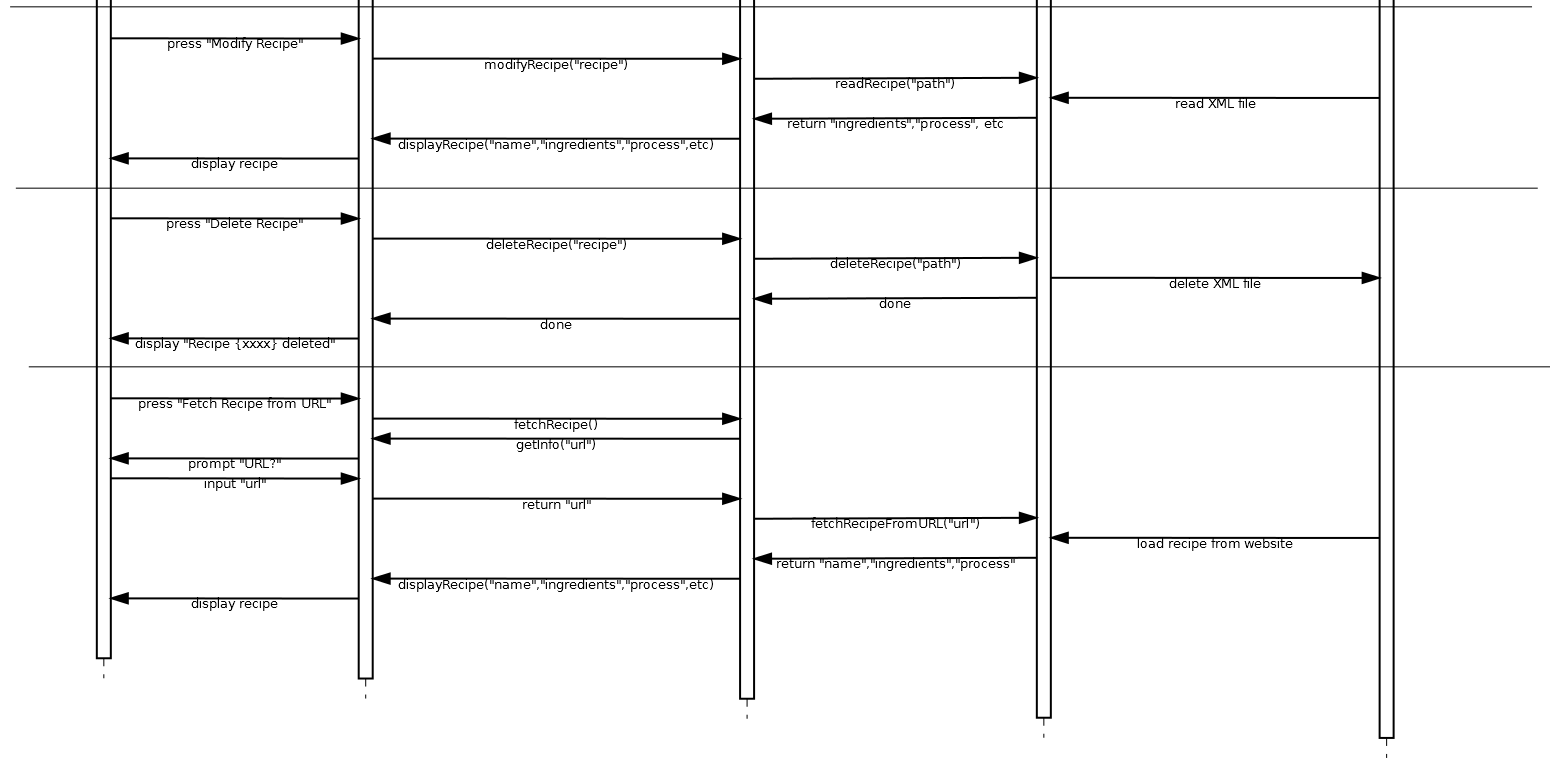 press "Modify Recipe"
modifyRecipe("recipe")
readRecipe("path")
read XML file
return "ingredients","process", etc
displayRecipe("name","ingredients","process",etc)
display recipe
press "Delete Recipe"
deleteRecipe("recipe")
deleteRecipe("path")
delete XML file
done
done
display "Recipe {xxxx} deleted"
press "Fetch Recipe from URL"
fetchRecipe()
getInfo("url")
prompt "URL?"
input "url"
return "url"
fetchRecipeFromURL("url")
load recipe from website
return "name","ingredients","process"
displayRecipe("name","ingredients","process",etc)
display recipe